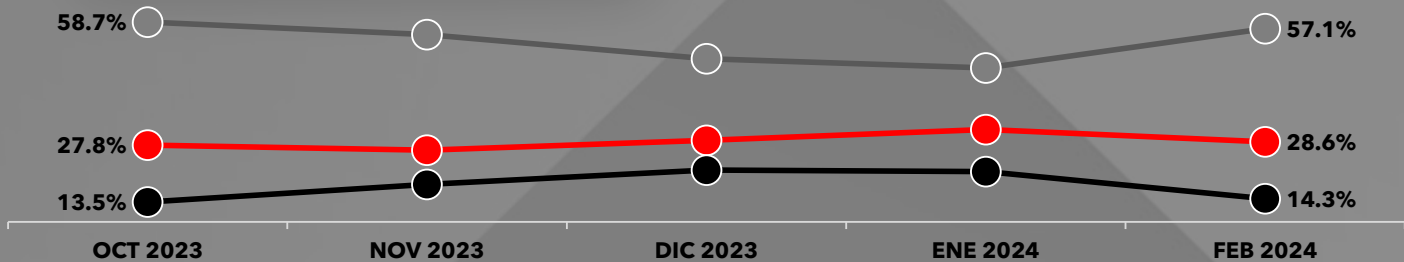 58.7%
57.1%
27.8%
28.6%
13.5%
14.3%
OCT 2023
NOV 2023
DIC 2023
ENE 2024
FEB 2024